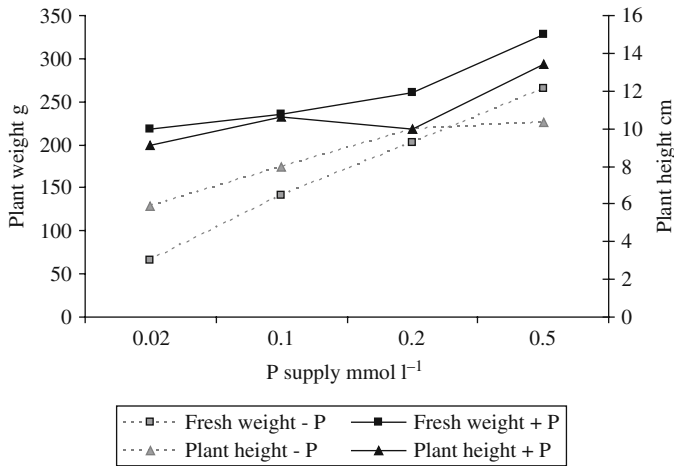 Plant weight g
350
300
250
200
150
100
50
0
16
14
12
10
8
6
4
2
0
Plant height cm
0.02 0.1 0.2 0.5
P supply mmol l⁻¹
Fresh weight - P Fresh weight + P
Plant height - P Plant height + P